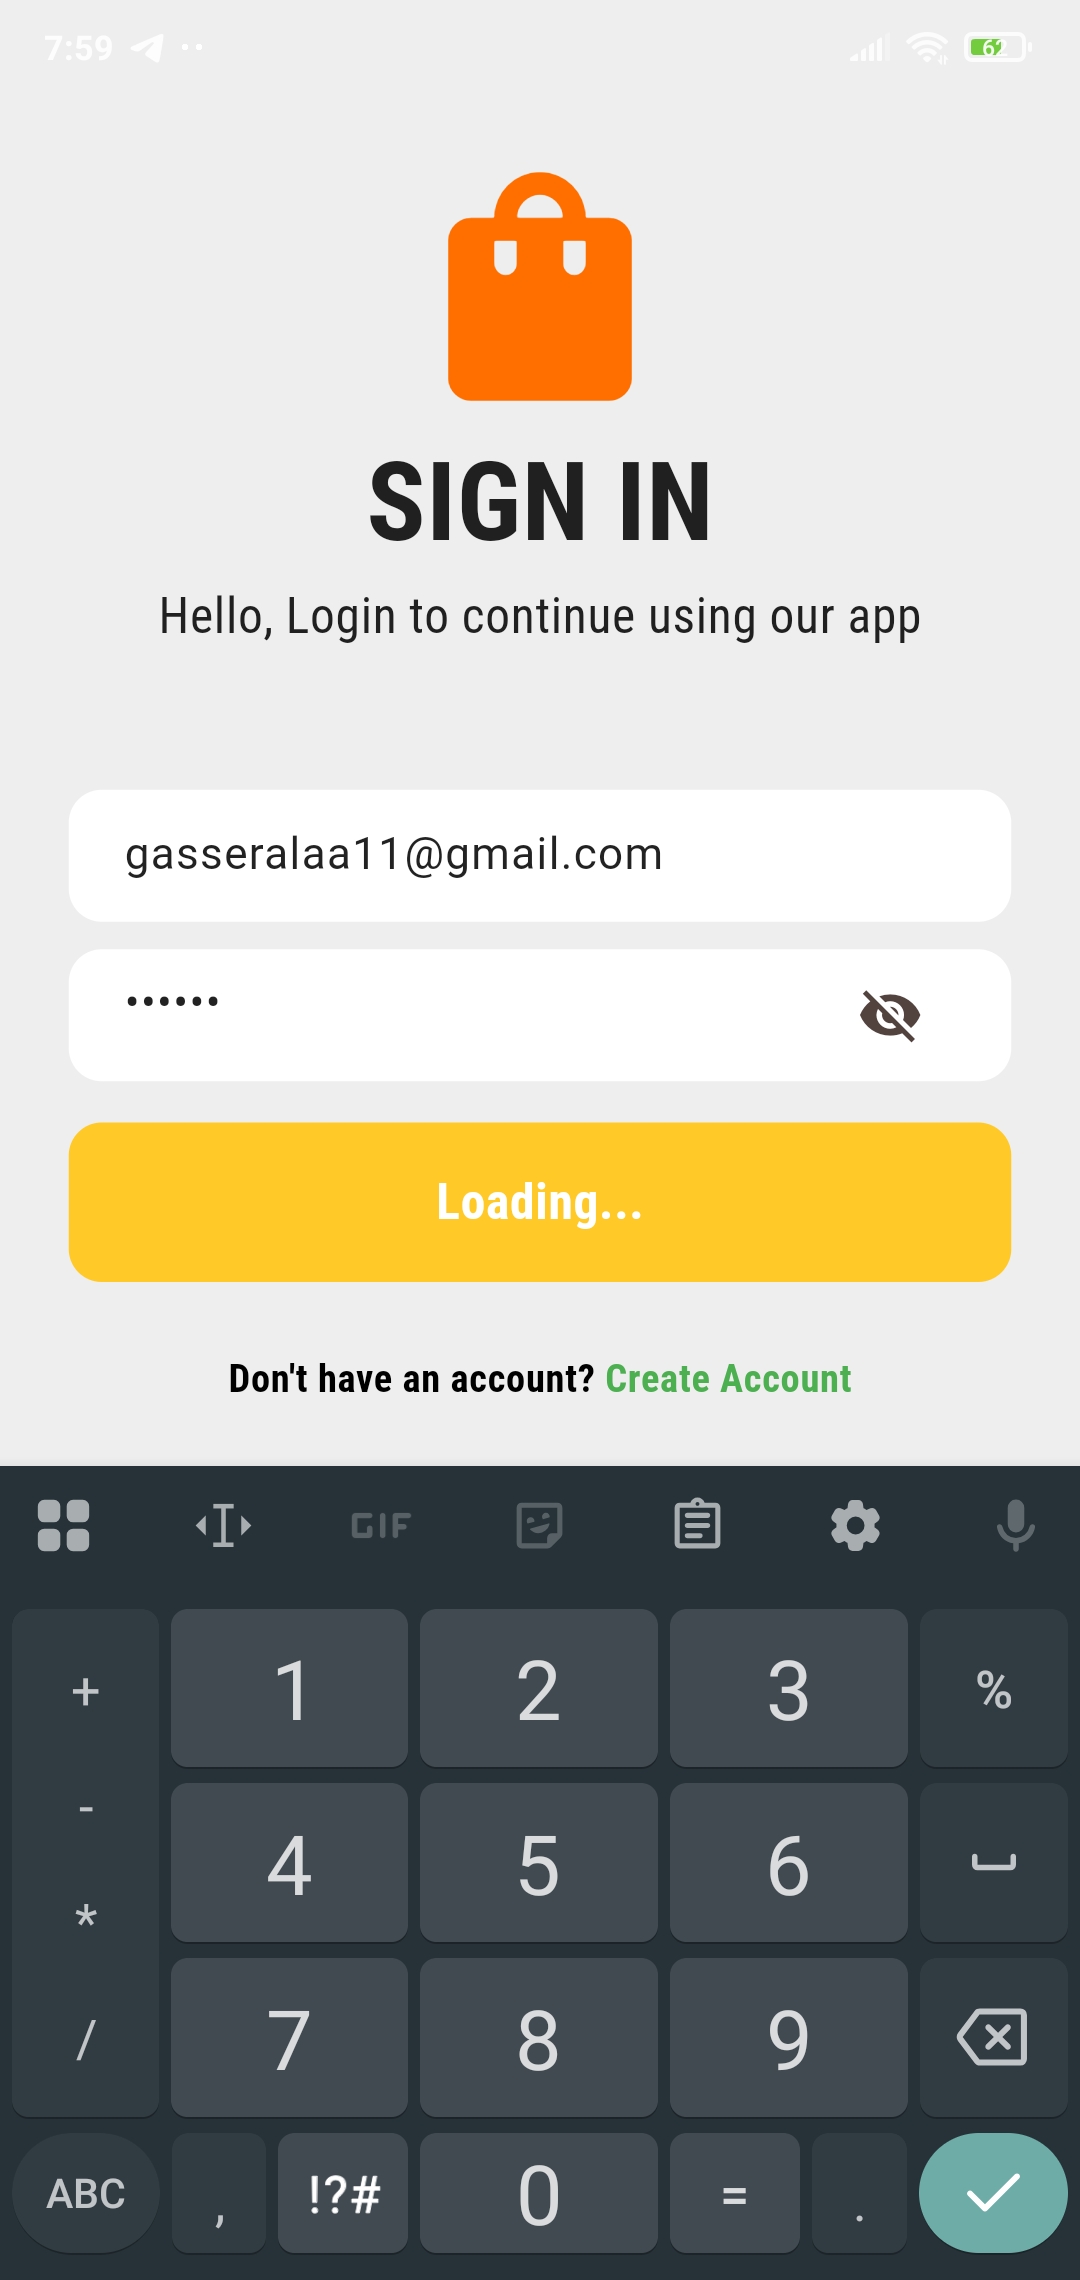 7:59
62
SIGN IN
Hello, Login to continue using our app
gasseralaa11@gmail.com
••••••
Loading...
Don't have an account? Create Account
GIF
+ 1 2 3 %
- 4 5 6
*
/ 7 8 9
ABC , !?# 0 = .